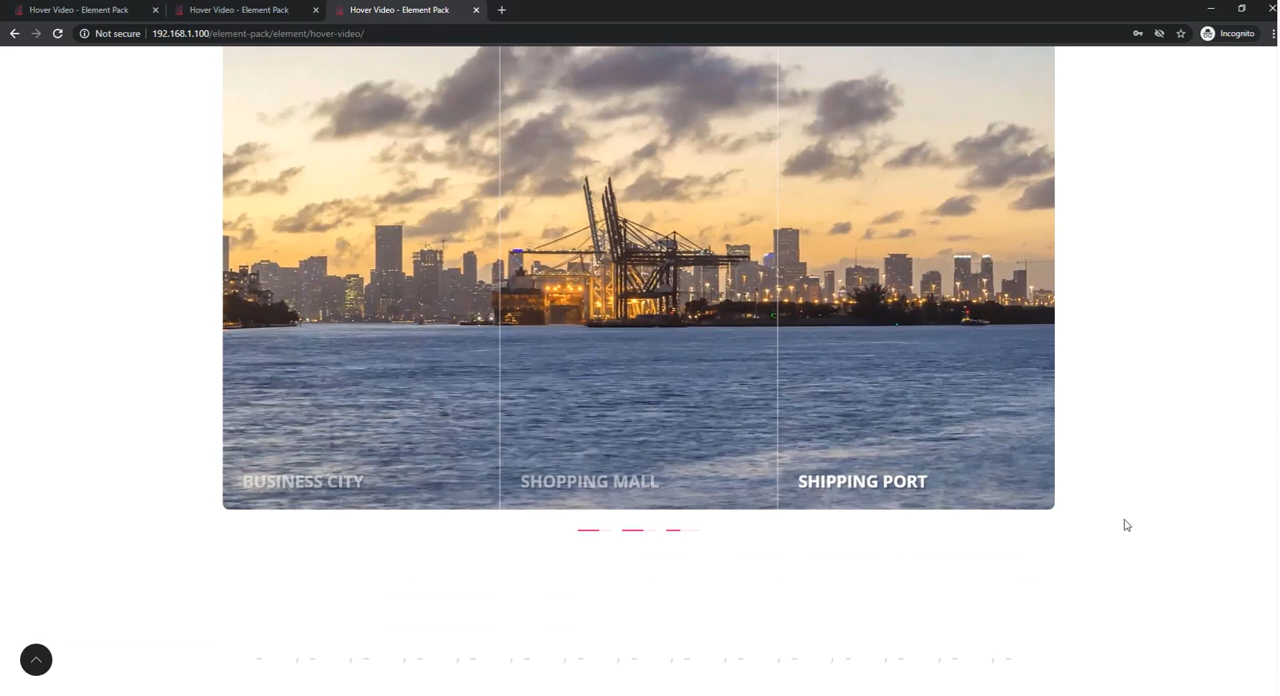 Hover Video - Element Pack
Hover Video - Element Pack
Hover Video - Element Pack
Not secure
192.168.1.100/element-pack/element/hover-video/
Incognito
BUSINESS CITY
SHOPPING MALL
SHIPPING PORT